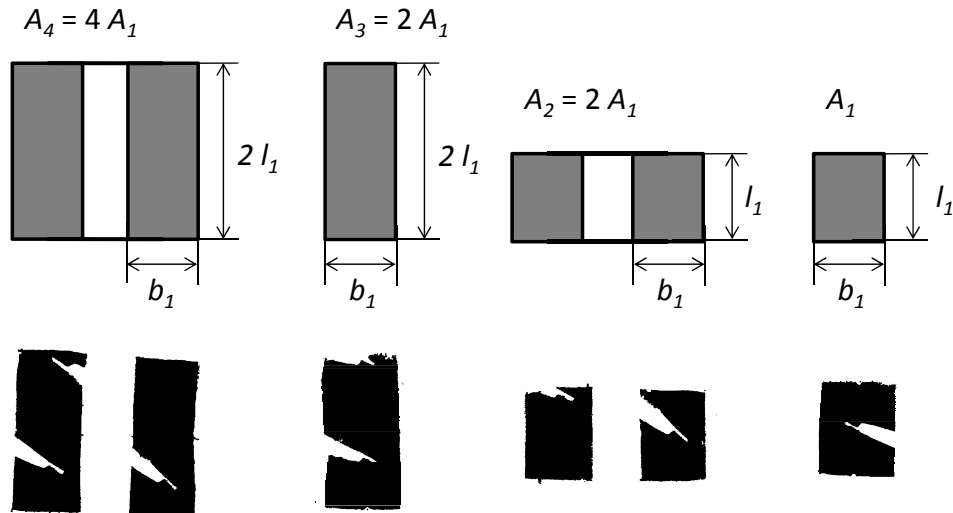 A₄ = 4 A₁
A₃ = 2 A₁
A₂ = 2 A₁
A₁
2 l₁
2 l₁
l₁
l₁
b₁
b₁
b₁
b₁